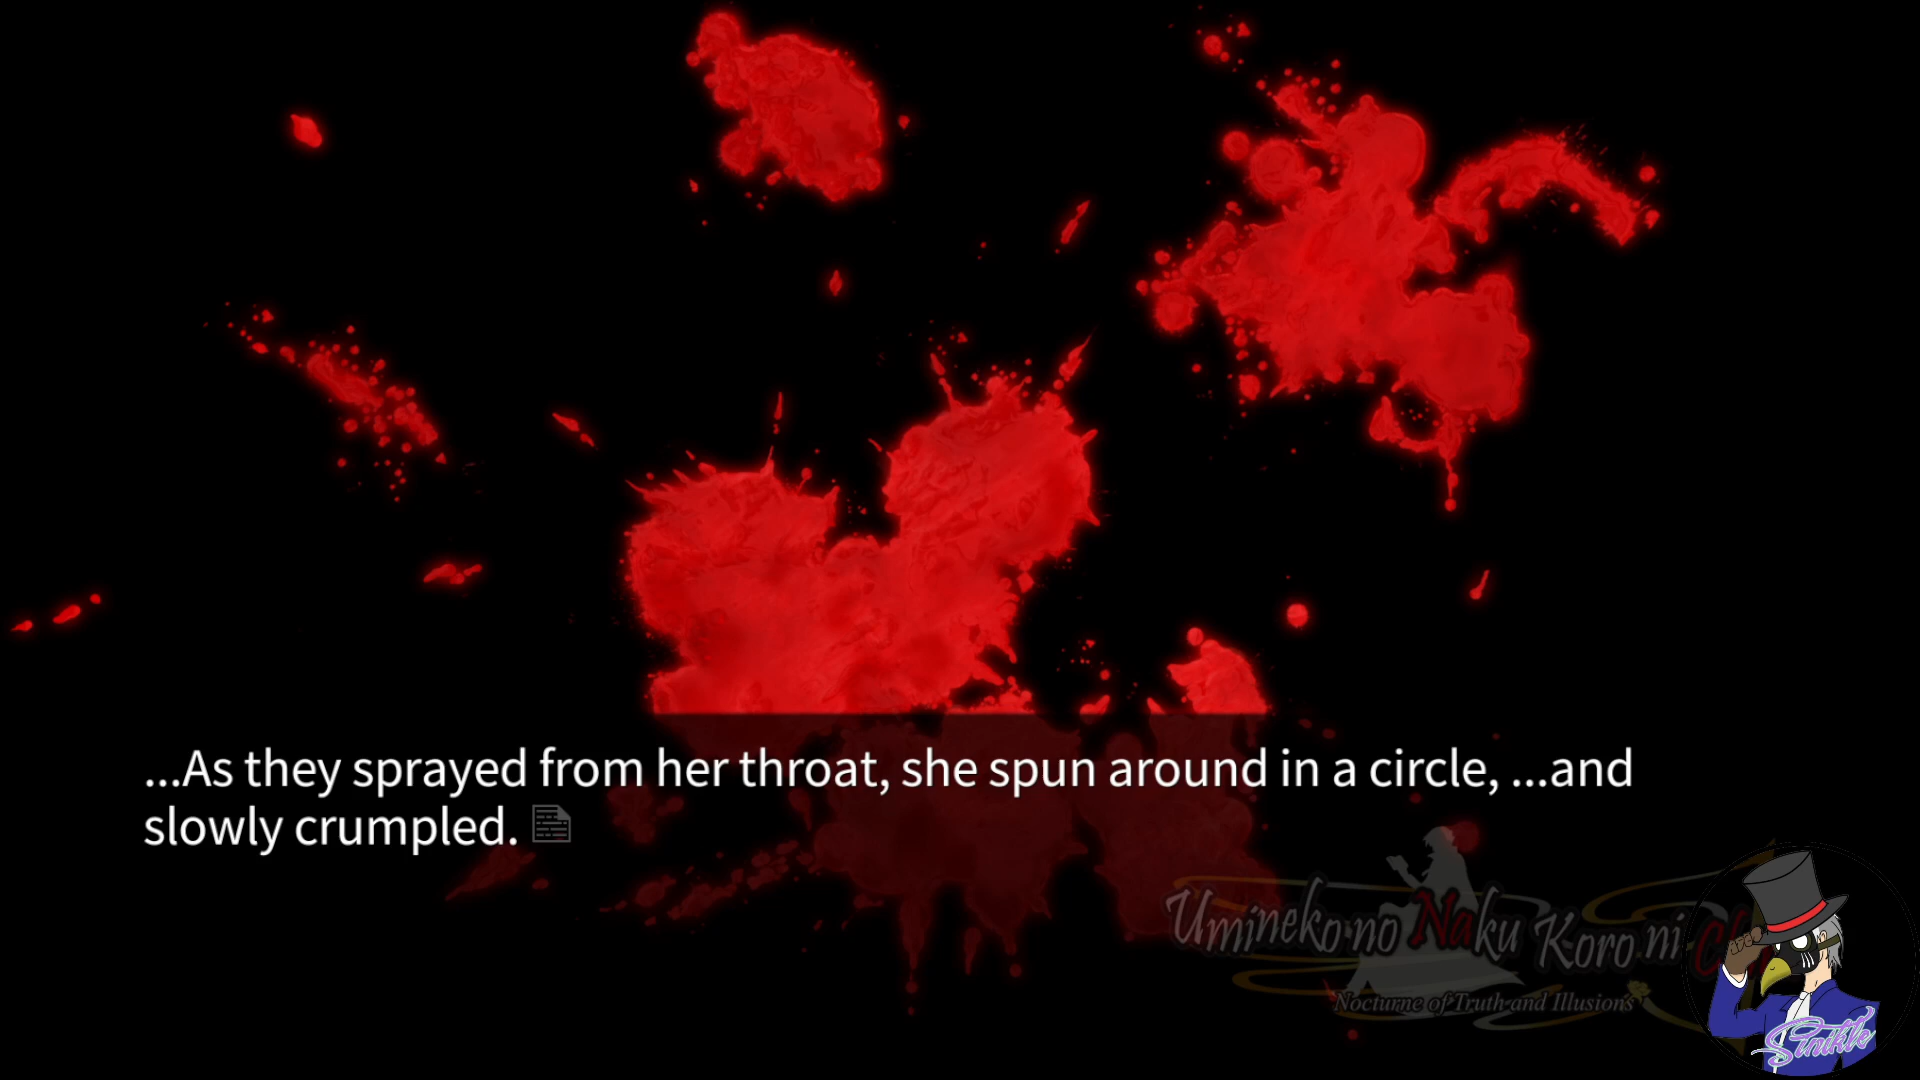 ...As they sprayed from her throat, she spun around in a circle, ...and
slowly crumpled.
Umineko no Naku Koro ni
Nocturne of Truth and Illusions
Sinikle